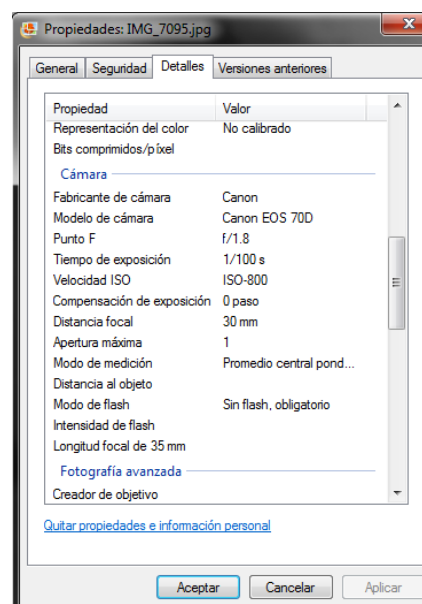 Propiedades: IMG_7095.jpg
General Seguridad Detalles Versiones anteriores
Propiedad Valor
Representación del color No calibrado
Bits comprimidos/píxel
Cámara
Fabricante de cámara Canon
Modelo de cámara Canon EOS 70D
Punto F f/1.8
Tiempo de exposición 1/100 s
Velocidad ISO ISO-800
Compensación de exposición 0 paso
Distancia focal 30 mm
Apertura máxima 1
Modo de medición Promedio central pond...
Distancia al objeto
Modo de flash Sin flash, obligatorio
Intensidad de flash
Longitud focal de 35 mm
Fotografía avanzada
Creador de objetivo
Quitar propiedades e información personal
Aceptar Cancelar Aplicar